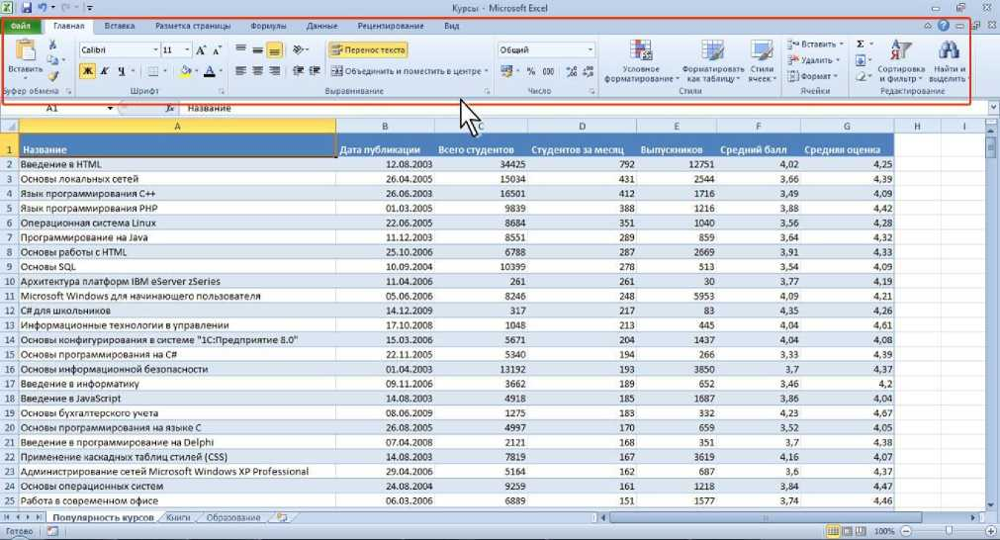 Курсы - Microsoft Excel
Файл Главная Вставка Разметка страницы Формулы Данные Рецензирование Вид
Calibri 11 Перенос текста Общий Вставить Σ
Вставить Ж К Ч А Объединить и поместить в центре % 000 Условное форматирование Форматировать как таблицу Стили ячеек Удалить Формат Сортировка и фильтр Найти и выделить
Буфер обмена Шрифт Выравнивание Число Стили Ячейки Редактирование
A1 fx Название
A B C D E F G H I
1 Название Дата публикации Всего студентов Студентов за месяц Выпускников Средний балл Средняя оценка
2 Введение в HTML 12.08.2003 34425 792 12751 4,02 4,25
3 Основы локальных сетей 26.04.2005 15034 431 2544 3,66 4,39
4 Язык программирования C++ 26.06.2003 16501 412 1716 3,49 4,09
5 Язык программирования PHP 01.03.2005 9839 388 1216 3,88 4,42
6 Операционная система Linux 22.06.2005 8684 351 1040 3,56 4,28
7 Программирование на Java 11.12.2003 8551 289 859 3,64 4,32
8 Основы работы с HTML 25.10.2006 6788 287 2669 3,91 4,33
9 Основы SQL 10.09.2004 10399 278 513 3,54 4,09
10 Архитектура платформ IBM eServer zSeries 11.04.2006 261 261 30 3,77 4,19
11 Microsoft Windows для начинающего пользователя 05.06.2006 8246 248 5953 4,09 4,21
12 C# для школьников 14.12.2009 317 217 83 4,35 4,26
13 Информационные технологии в управлении 17.10.2008 1048 213 445 4,04 4,61
14 Основы конфигурирования в системе "1С:Предприятие 8.0" 15.03.2006 5671 204 1437 4,04 4,08
15 Основы программирования на C# 22.11.2005 5340 194 266 3,33 4,39
16 Основы информационной безопасности 01.04.2003 13192 193 3850 3,7 4,37
17 Введение в информатику 09.11.2006 3662 189 652 3,46 4,2
18 Введение в JavaScript 14.08.2003 4918 185 1687 3,86 4,04
19 Основы бухгалтерского учета 08.06.2009 1275 183 332 4,23 4,67
20 Основы программирования на языке C 26.08.2005 4997 170 659 3,52 4,05
21 Введение в программирование на Delphi 07.04.2008 2121 168 351 3,7 4,38
22 Применение каскадных таблиц стилей (CSS) 14.08.2003 7819 167 3619 4,16 4,07
23 Администрирование сетей Microsoft Windows XP Professional 29.04.2006 5164 162 687 3,6 4,37
24 Основы операционных систем 24.08.2004 9259 161 1218 3,84 4,47
25 Работа в современном офисе 06.03.2006 6889 151 1577 3,74 4,46
Популярность курсов Книги Образование
Готово 100%